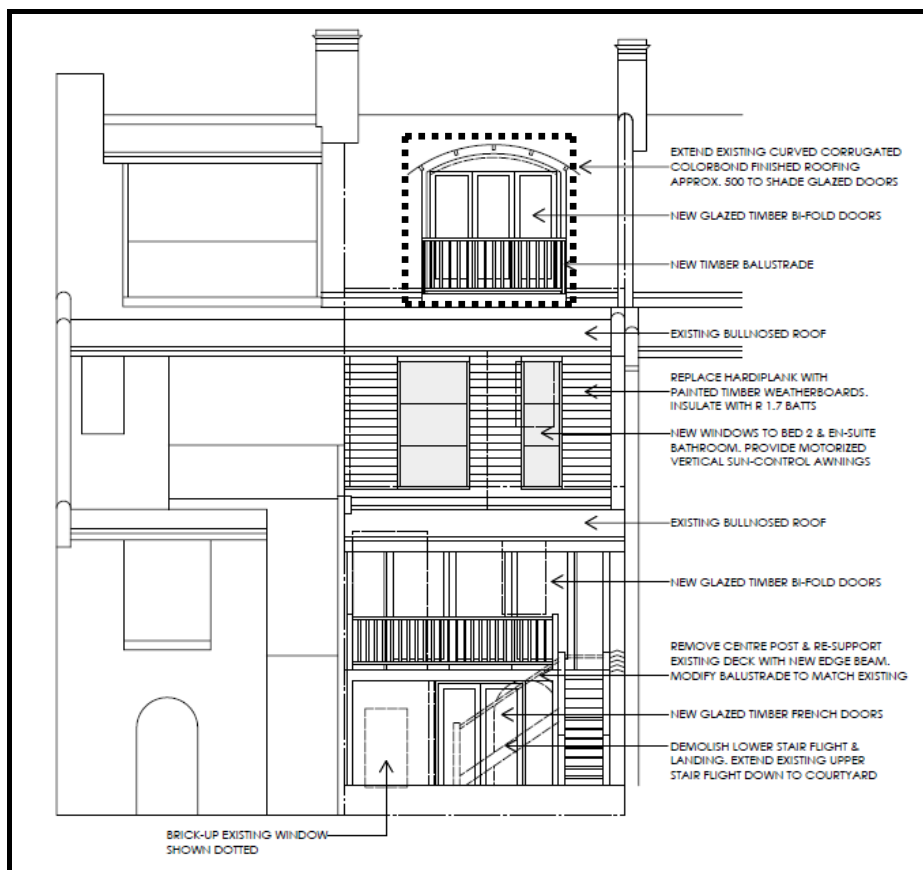 EXTEND EXISTING CURVED CORRUGATED
COLORBOND FINISHED ROOFING
APPROX. 500 TO SHADE GLAZED DOORS
NEW GLAZED TIMBER BI-FOLD DOORS
NEW TIMBER BALUSTRADE
EXISTING BULLNOSED ROOF
REPLACE HARDIPLANK WITH
PAINTED TIMBER WEATHERBOARDS.
INSULATE WITH R 1.7 BATTS
NEW WINDOWS TO BED 2 & EN-SUITE
BATHROOM. PROVIDE MOTORIZED
VERTICAL SUN-CONTROL AWNINGS
EXISTING BULLNOSED ROOF
NEW GLAZED TIMBER BI-FOLD DOORS
REMOVE CENTRE POST & RE-SUPPORT
EXISTING DECK WITH NEW EDGE BEAM.
MODIFY BALUSTRADE TO MATCH EXISTING
NEW GLAZED TIMBER FRENCH DOORS
DEMOLISH LOWER STAIR FLIGHT &
LANDING. EXTEND EXISTING UPPER
STAIR FLIGHT DOWN TO COURTYARD
BRICK-UP EXISTING WINDOW
SHOWN DOTTED